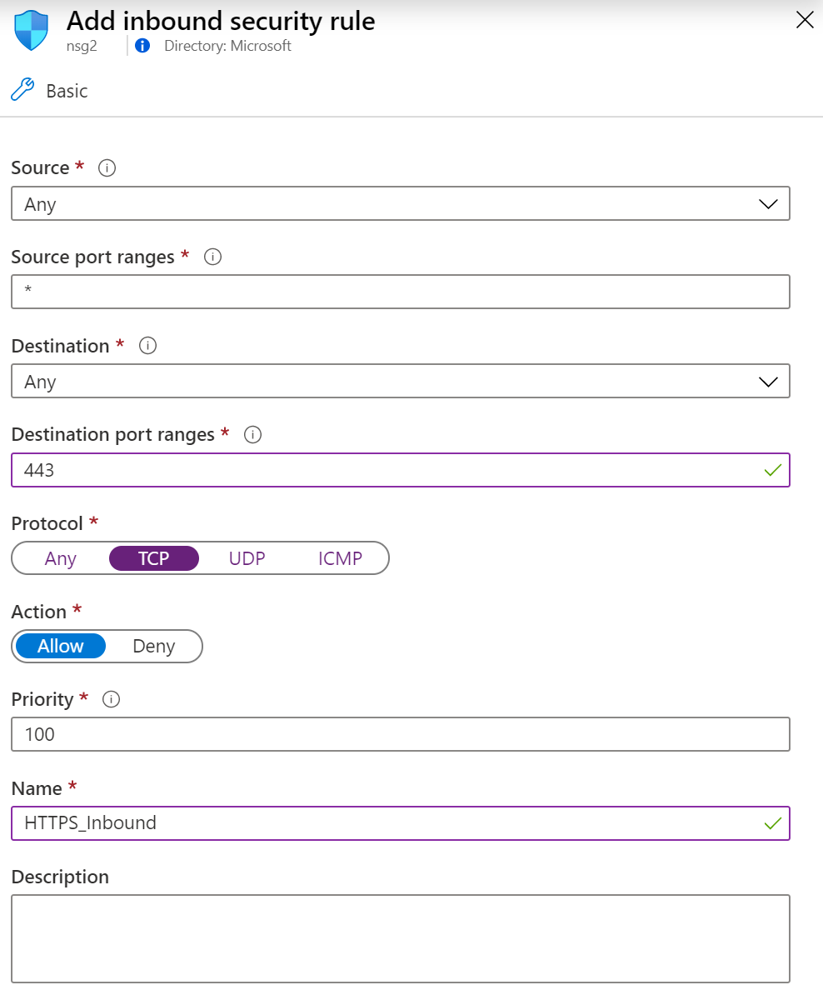 Add inbound security rule
nsg2 Directory: Microsoft
Basic
Source *
Any
Source port ranges *
*
Destination *
Any
Destination port ranges *
443
Protocol *
Any TCP UDP ICMP
Action *
Allow Deny
Priority *
100
Name *
HTTPS_Inbound
Description